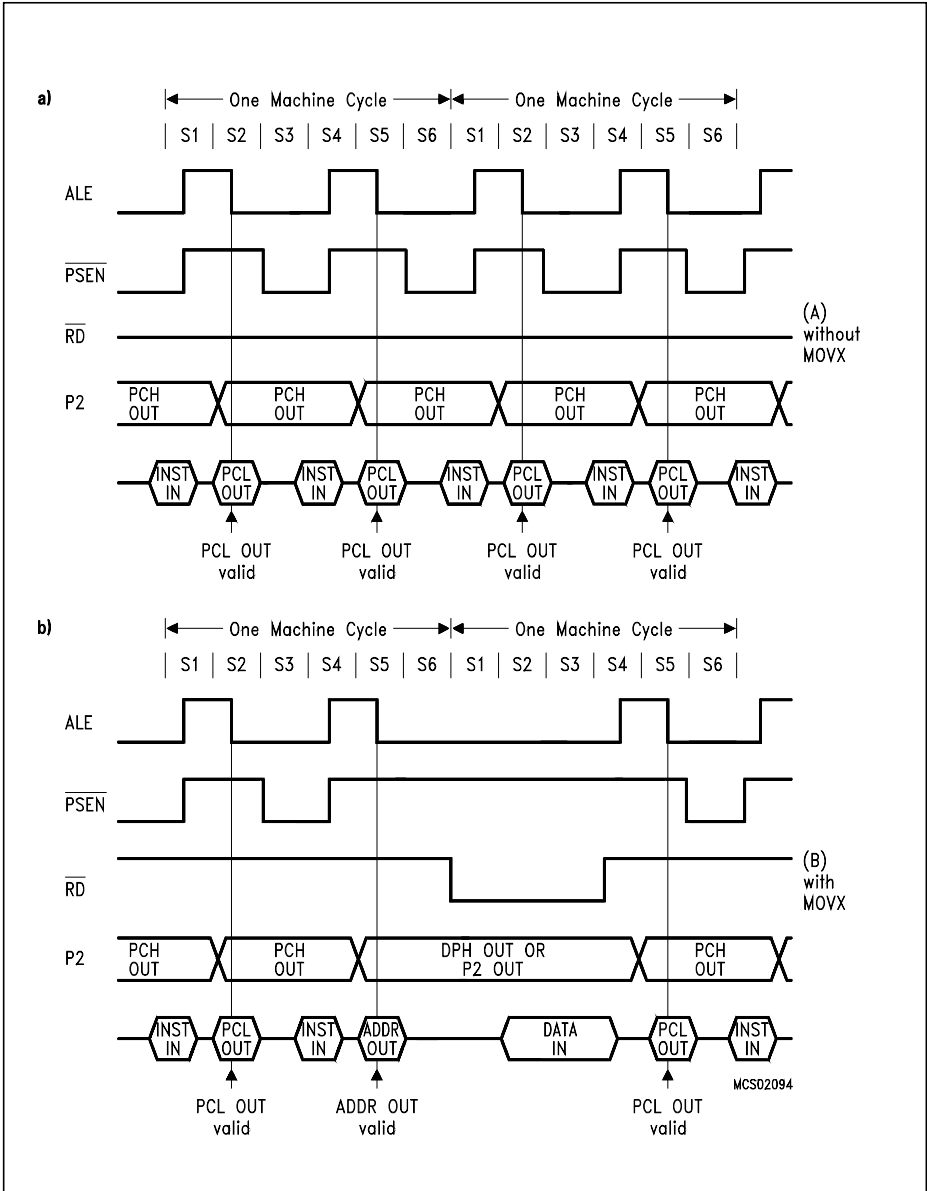 a)
One Machine Cycle One Machine Cycle
S1 S2 S3 S4 S5 S6 S1 S2 S3 S4 S5 S6
ALE
PSEN
RD
(A)
without
MOVX
P2
PCH OUT
PCH OUT
PCH OUT
PCH OUT
PCH OUT
INST IN
PCL OUT
INST IN
PCL OUT
INST IN
PCL OUT
INST IN
PCL OUT
INST IN
PCL OUT valid
PCL OUT valid
PCL OUT valid
PCL OUT valid
b)
One Machine Cycle One Machine Cycle
S1 S2 S3 S4 S5 S6 S1 S2 S3 S4 S5 S6
ALE
PSEN
RD
(B)
with
MOVX
P2
PCH OUT
PCH OUT
DPH OUT OR P2 OUT
PCH OUT
INST IN
PCL OUT
INST IN
ADDR OUT
DATA IN
PCL OUT
INST IN
MCS02094
PCL OUT valid
ADDR OUT valid
PCL OUT valid